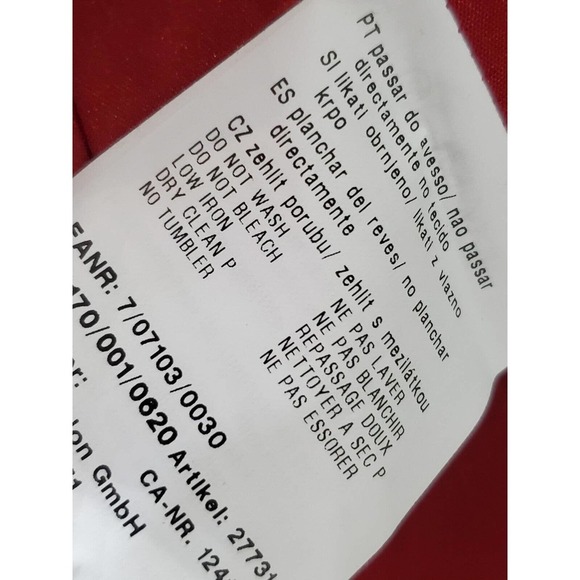 PT passar do avesso/ nao passar
directamente no tecido
SI likati obrnjeno/ likati z vlazno
krpo
ES planchar del reves/ no planchar
directamente
CZ zehlit porubu/ zehlit s mezilátkou
DO NOT WASH
DO NOT BLEACH
LOW IRON
DRY CLEAN P
NO TUMBLER
NE PAS LAVER
NE PAS BLANCHIR
REPASSAGE DOUX
NETTOYER A SEC P
NE PAS ESSORER
7/07103/0030
170/001/0620 Artikel: 27731
CA-NR. 124
GmbH